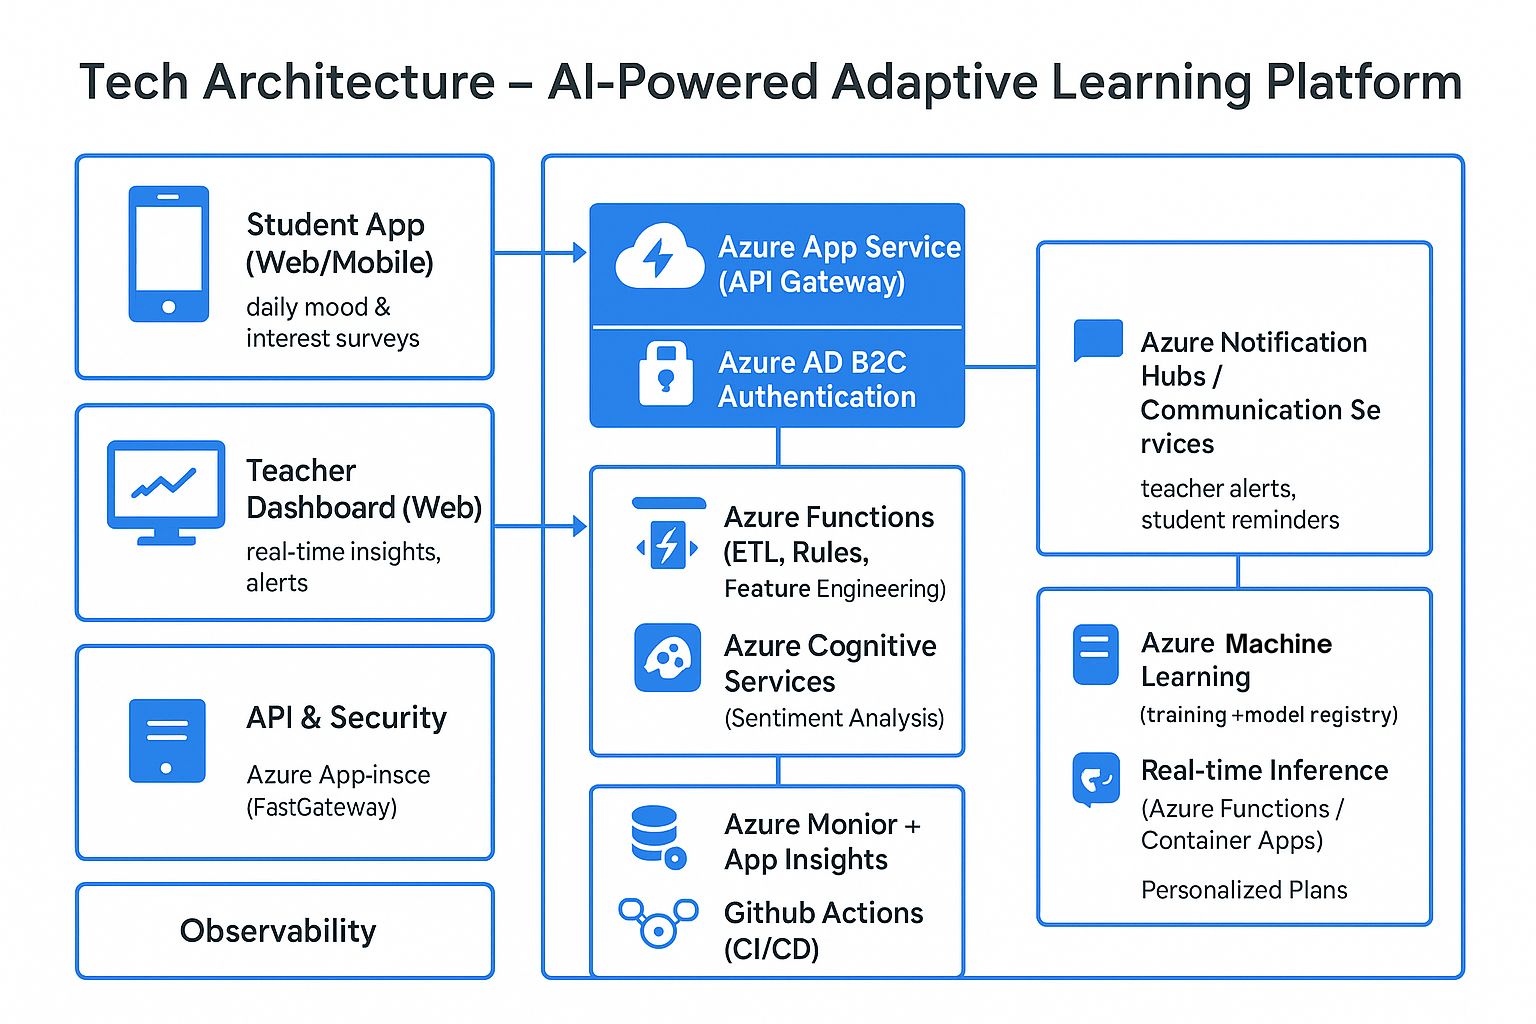 Tech Architecture – AI-Powered Adaptive Learning Platform
Student App
(Web/Mobile)
daily mood &
interest surveys
Teacher
Dashboard (Web)
real-time insights,
alerts
API & Security
Azure App-insce
(FastGateway)
Observability
Azure App Service
(API Gateway)
Azure AD B2C
Authentication
Azure Functions
(ETL, Rules,
Feature Engineering)
Azure Cognitive
Services
(Sentiment Analysis)
Azure Monior +
App Insights
Github Actions
(CI/CD)
Azure Notification
Hubs /
Communication Se
rvices
teacher alerts,
student reminders
Azure Machine
Learning
(training +model registry)
Real-time Inference
(Azure Functions /
Container Apps)
Personalized Plans